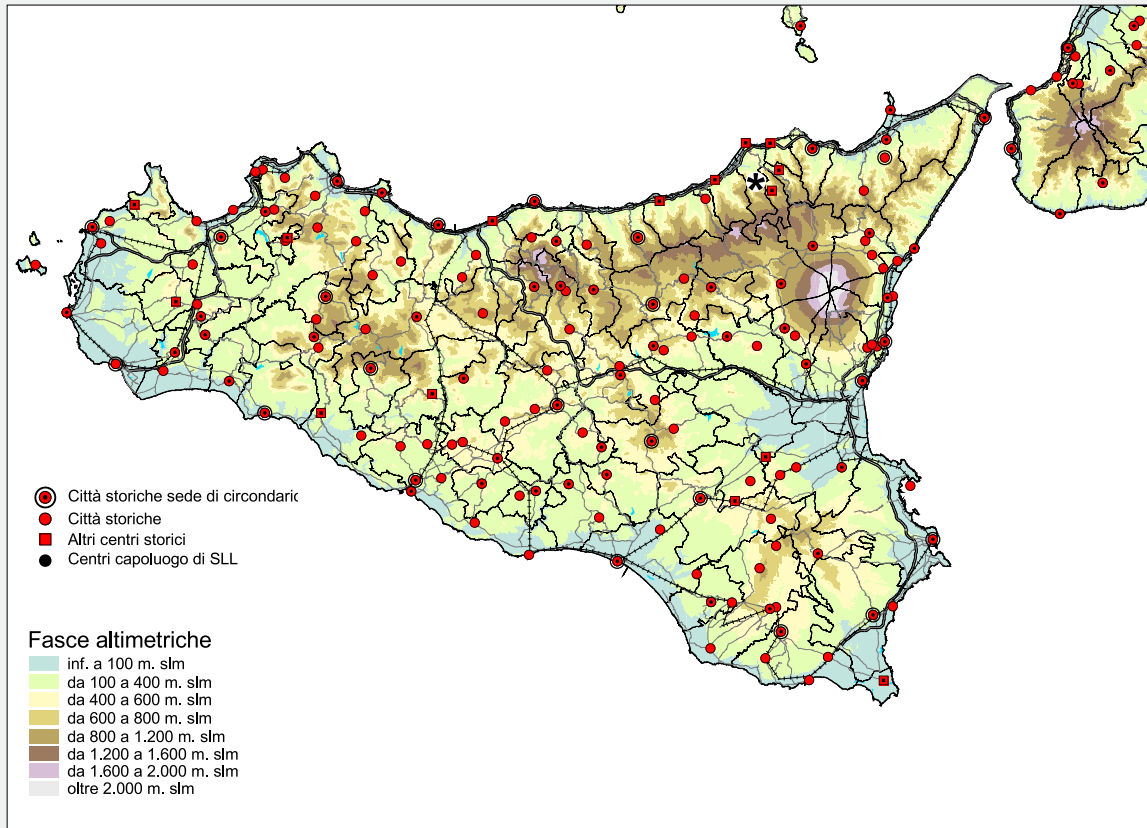 Città storiche sede di circondaric
Città storiche
Altri centri storici
Centri capoluogo di SLL
Fasce altimetriche
inf. a 100 m. slm
da 100 a 400 m. slm
da 400 a 600 m. slm
da 600 a 800 m. slm
da 800 a 1.200 m. slm
da 1.200 a 1.600 m. slm
da 1.600 a 2.000 m. slm
oltre 2.000 m. slm